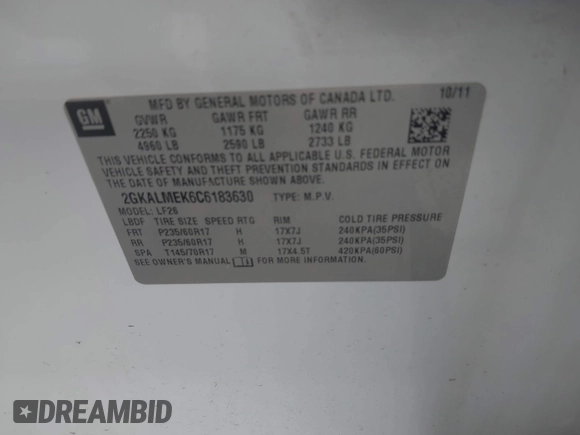 GM
MFD BY GENERAL MOTORS OF CANADA LTD. 10/11
GVWR GAWR FRT GAWR RR
2250 KG 1175 KG 1240 KG
4960 LB 2590 LB 2733 LB
THIS VEHICLE CONFORMS TO ALL APPLICABLE U.S. FEDERAL MOTOR
VEHICLE SAFETY, BUMPER, AND THEFT PREVENTION STANDARDS
IN EFFECT ON THE DATE OF MANUFACTURE SHOWN ABOVE.
2GKALMEK6C6183630 TYPE: M.P.V.
MODEL: LF26
LBDF TIRE SIZE SPEED RTG RIM COLD TIRE PRESSURE
FRT P235/60R17 H 17X7J 240KPA(35PSI)
RR P235/60R17 H 17X7J 240KPA(35PSI)
SPA T145/70R17 M 17X4.5T 420KPA(60PSI)
SEE OWNER'S MANUAL FOR MORE INFORMATION.
DREAMBID